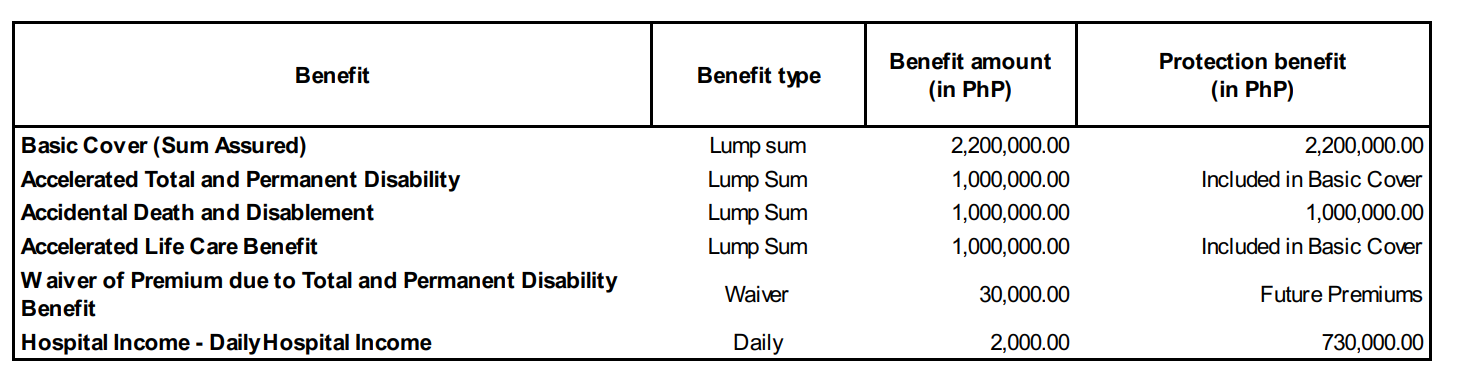 Benefit Benefit type Benefit amount (in PhP) Protection benefit (in PhP)
Basic Cover (Sum Assured) Lump sum 2,200,000.00 2,200,000.00
Accelerated Total and Permanent Disability Lump Sum 1,000,000.00 Included in Basic Cover
Accidental Death and Disablement Lump Sum 1,000,000.00 1,000,000.00
Accelerated Life Care Benefit Lump Sum 1,000,000.00 Included in Basic Cover
Waiver of Premium due to Total and Permanent Disability
Benefit Waiver 30,000.00 Future Premiums
Hospital Income - Daily Hospital Income Daily 2,000.00 730,000.00